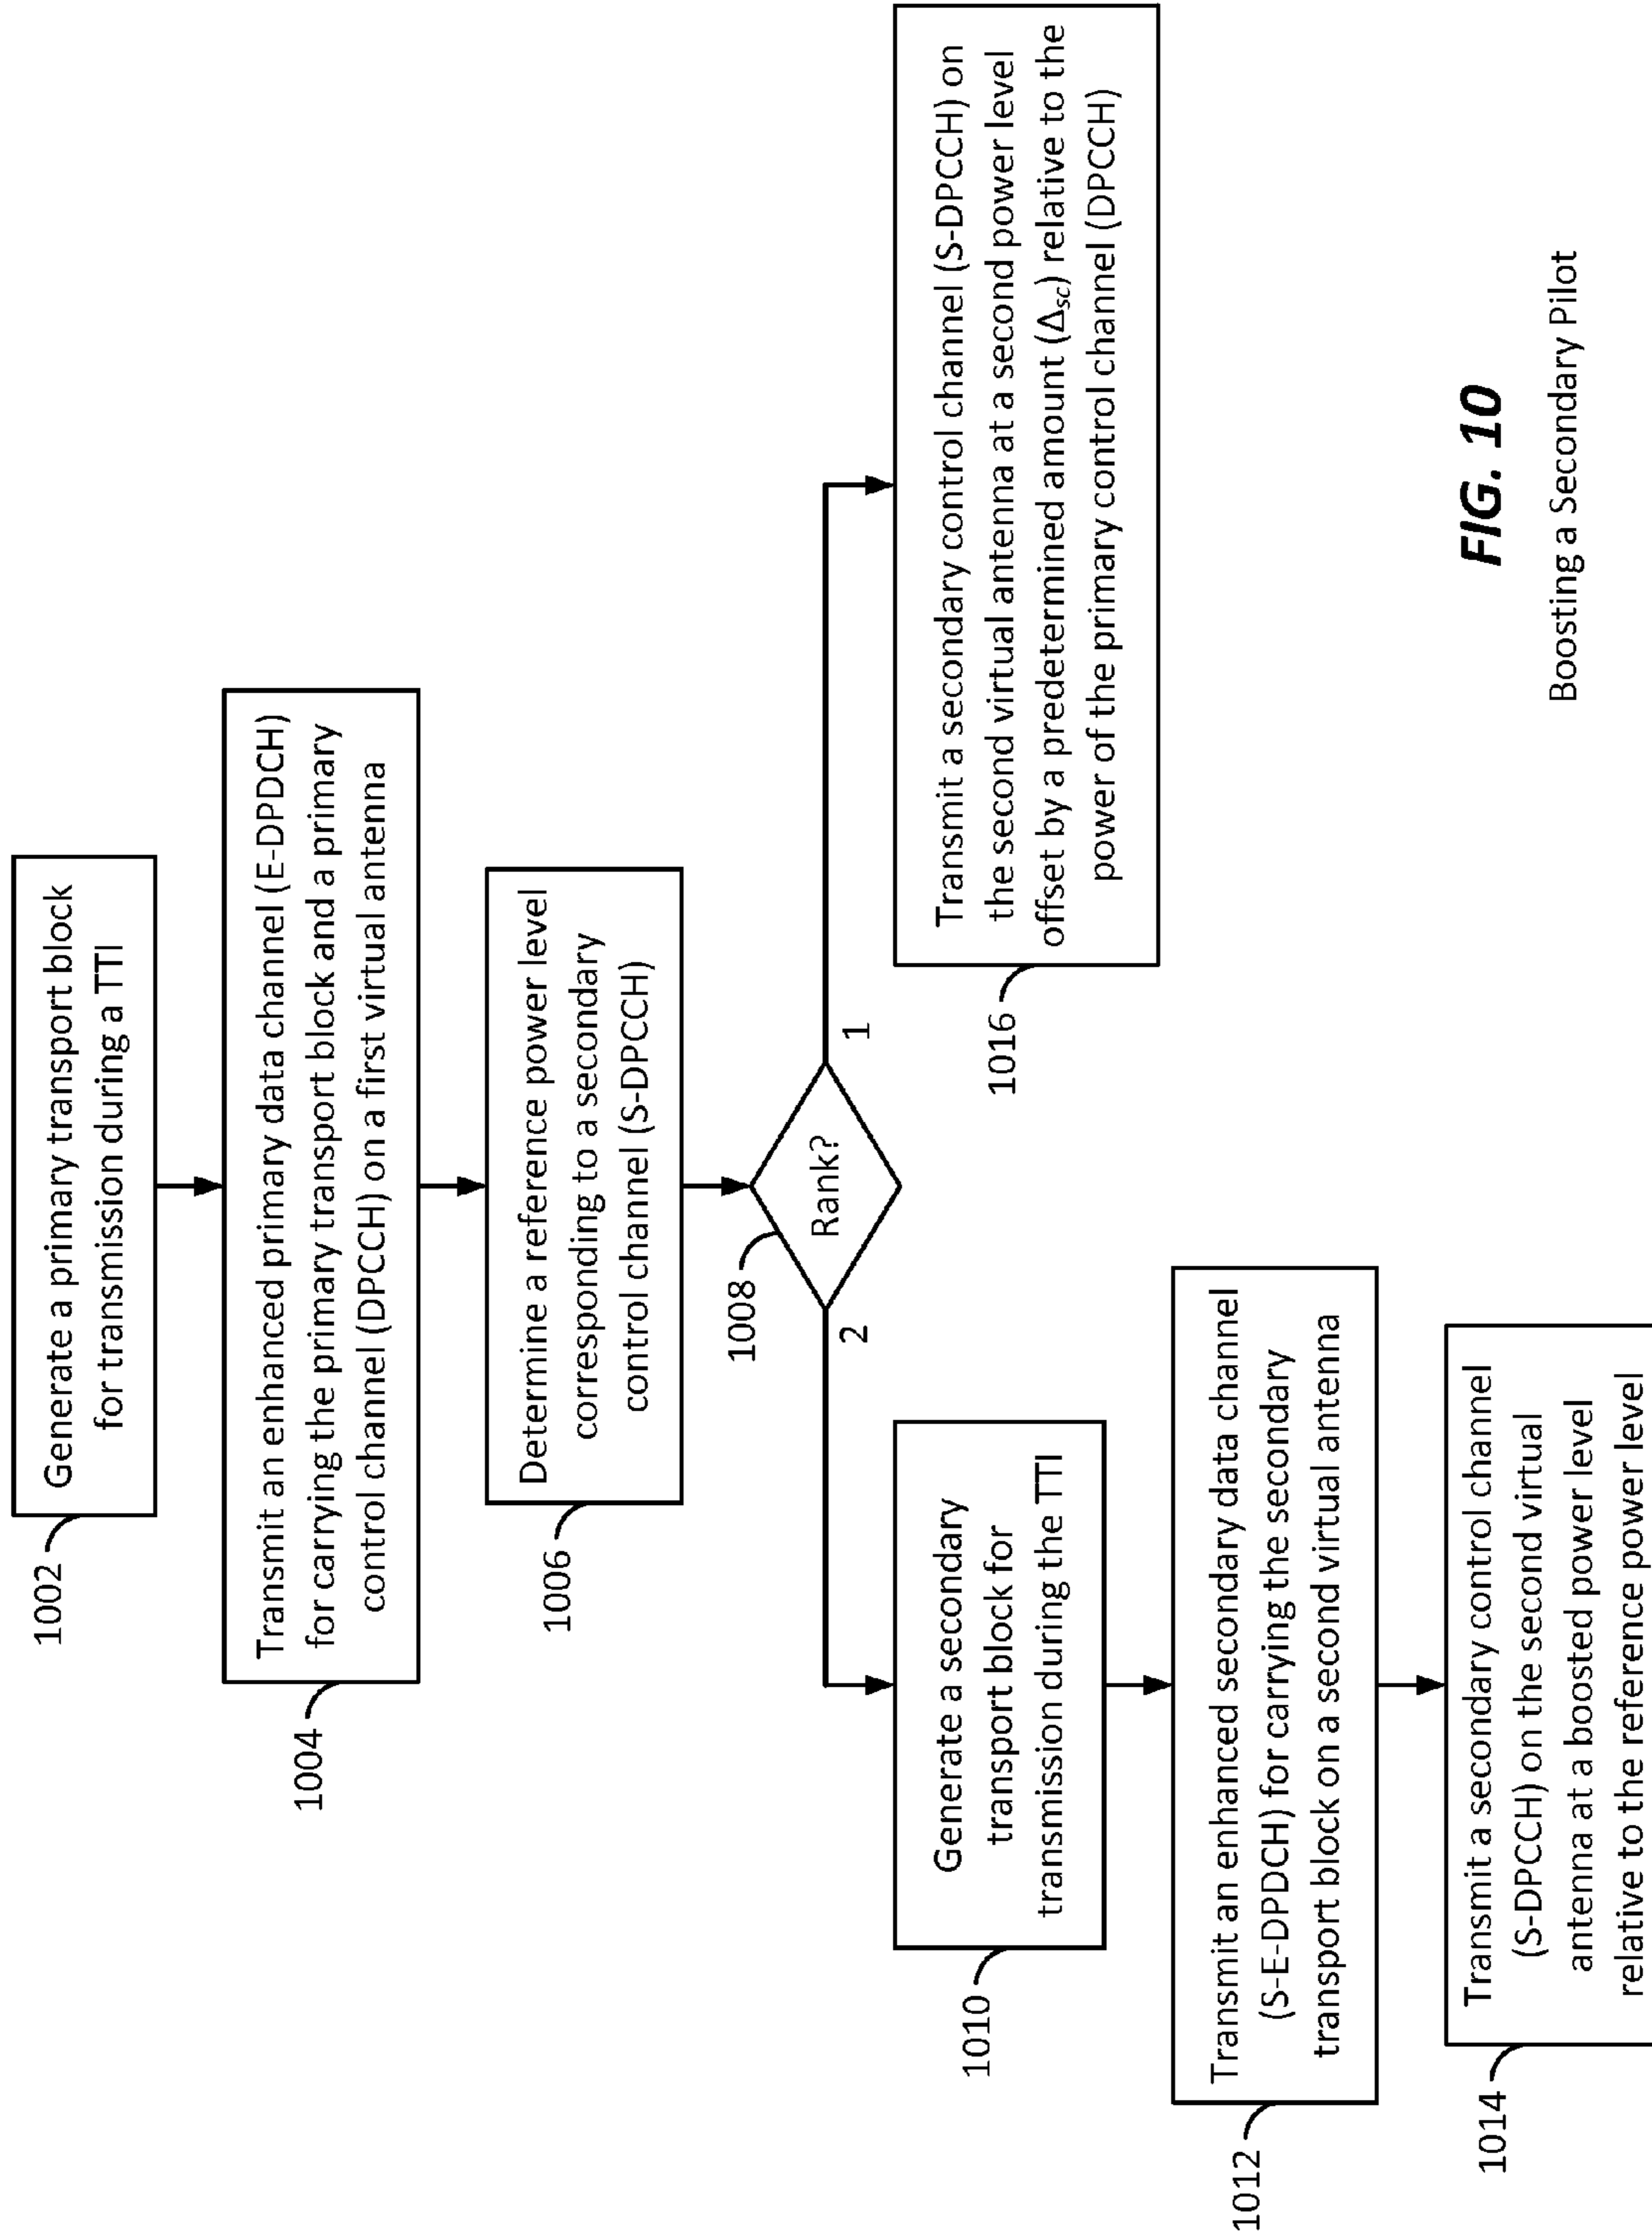 1002
Generate a primary transport block
for transmission during a TTI
1004
Transmit an enhanced primary data channel (E-DPDCH)
for carrying the primary transport block and a primary
control channel (DPCCH) on a first virtual antenna
1006
Determine a reference power level
corresponding to a secondary
control channel (S-DPCCH)
1008
Rank?
2
1
1010
Generate a secondary
transport block for
transmission during the TTI
1012
Transmit an enhanced secondary data channel
(S-E-DPDCH) for carrying the secondary
transport block on a second virtual antenna
1014
Transmit a secondary control channel
(S-DPCCH) on the second virtual
antenna at a boosted power level
relative to the reference power level
1016
Transmit a secondary control channel (S-DPCCH) on
the second virtual antenna at a second power level
offset by a predetermined amount (Δsc) relative to the
power of the primary control channel (DPCCH)
FIG. 10
Boosting a Secondary Pilot